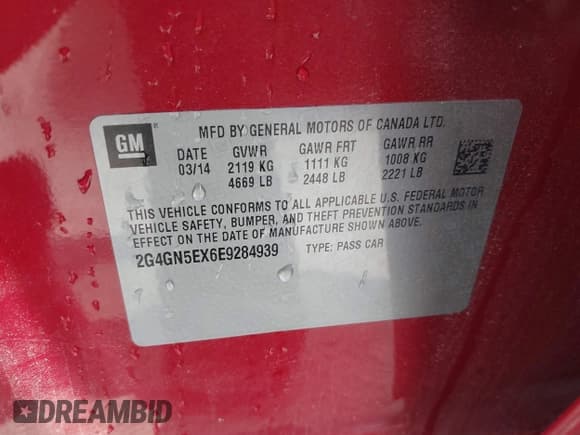 GM
MFD BY GENERAL MOTORS OF CANADA LTD.
DATE GVWR GAWR FRT GAWR RR
03/14 2119 KG 1111 KG 1008 KG
4669 LB 2448 LB 2221 LB
THIS VEHICLE CONFORMS TO ALL APPLICABLE U.S. FEDERAL MOTOR
VEHICLE SAFETY, BUMPER, AND THEFT PREVENTION STANDARDS IN
EFFECT ON THE DATE OF MANUFACTURE SHOWN ABOVE.
2G4GN5EX6E9284939 TYPE: PASS CAR
DREAMBID